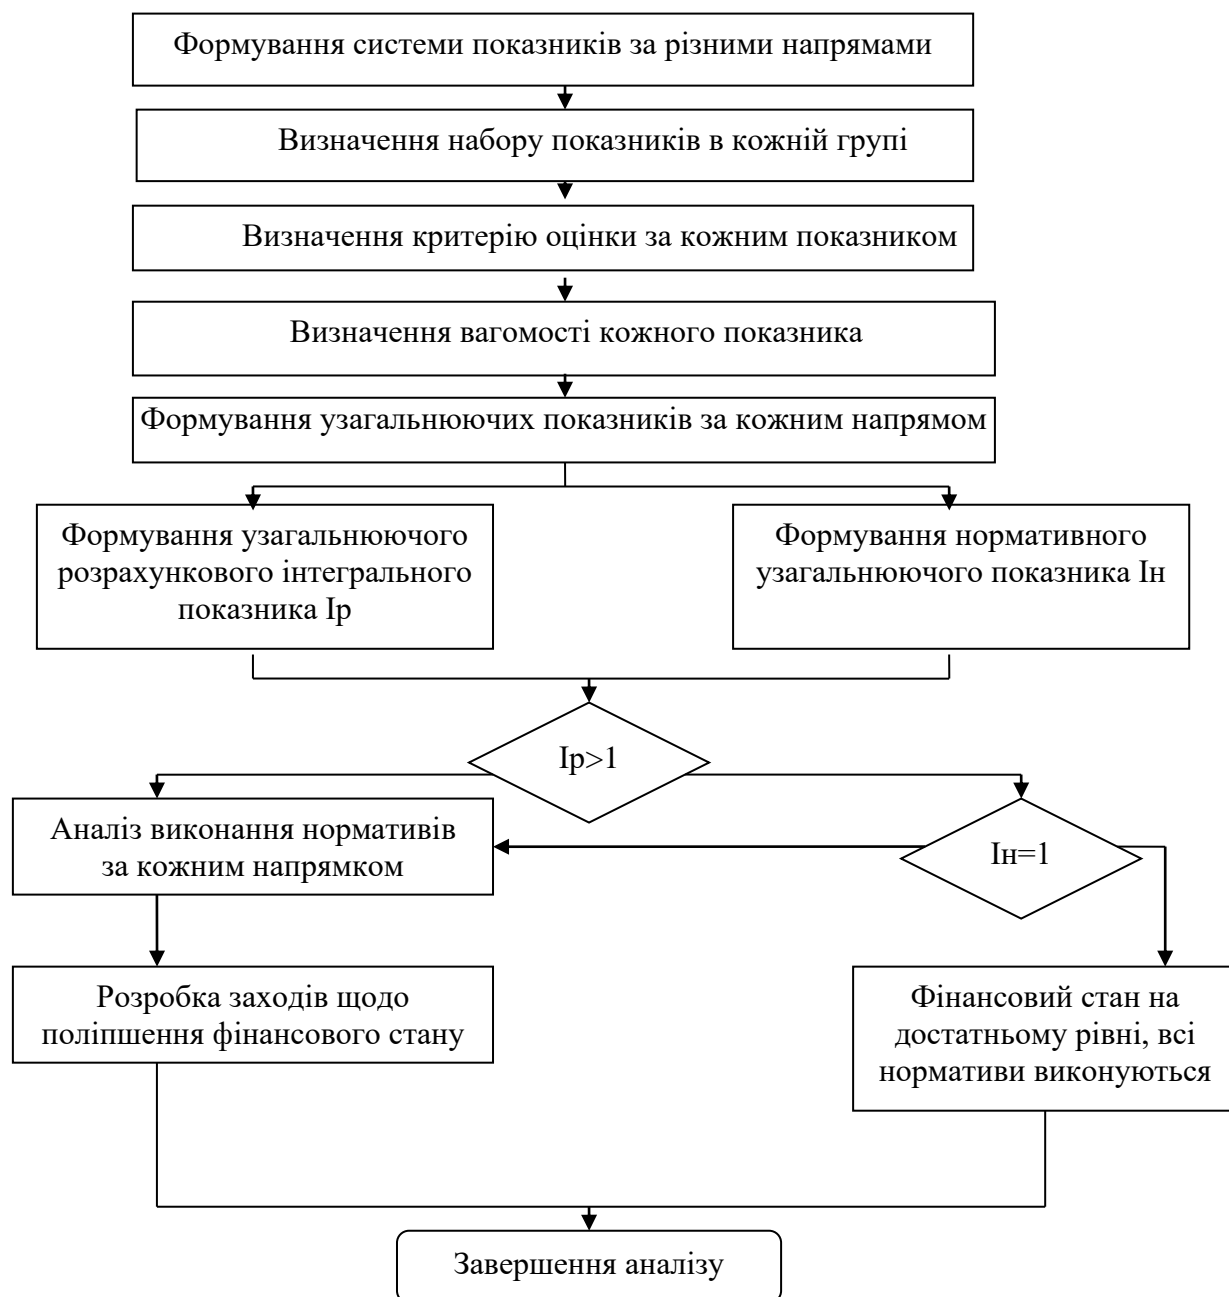 Формування системи показників за різними напрямами
Визначення набору показників в кожній групі
Визначення критерію оцінки за кожним показником
Визначення вагомості кожного показника
Формування узагальнюючих показників за кожним напрямом
Формування узагальнюючого
розрахункового інтегрального
показника Ір
Формування нормативного
узагальнюючого показника Ін
Ір>1
Аналіз виконання нормативів
за кожним напрямком
Ін=1
Розробка заходів щодо
поліпшення фінансового стану
Фінансовий стан на
достатньому рівні, всі
нормативи виконуються
Завершення аналізу